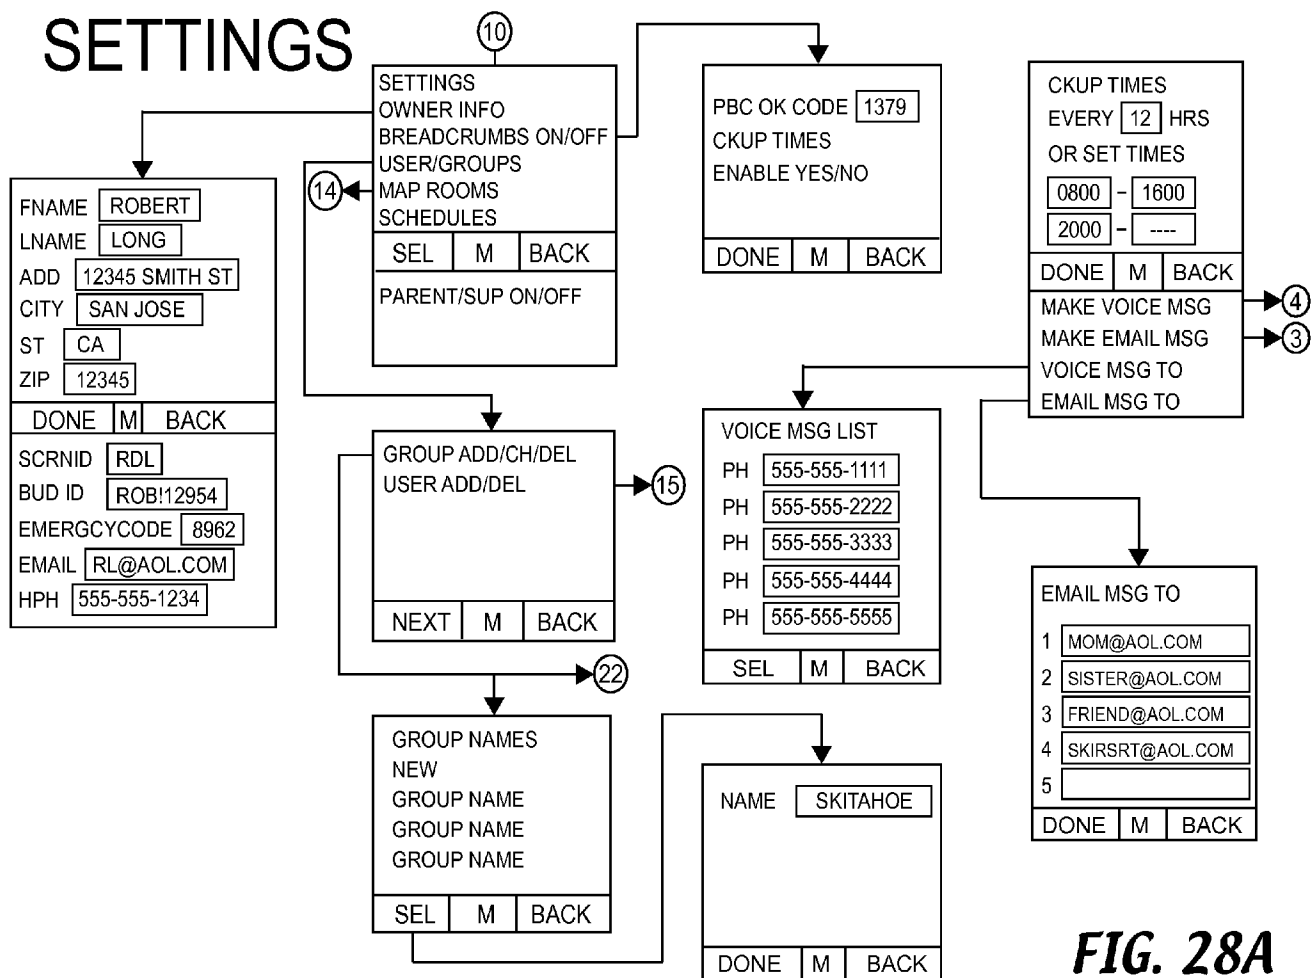 SETTINGS
10
SETTINGS
OWNER INFO
BREADCRUMBS ON/OFF
USER/GROUPS
MAP ROOMS
SCHEDULES
SEL M BACK
PARENT/SUP ON/OFF
14
FNAME ROBERT
LNAME LONG
ADD 12345 SMITH ST
CITY SAN JOSE
ST CA
ZIP 12345
DONE M BACK
SCRNID RDL
BUD ID ROB!12954
EMERGCYCODE 8962
EMAIL RL@AOL.COM
HPH 555-555-1234
PBC OK CODE 1379
CKUP TIMES
ENABLE YES/NO
DONE M BACK
CKUP TIMES
EVERY 12 HRS
OR SET TIMES
0800 - 1600
2000 - ----
DONE M BACK
MAKE VOICE MSG
4
MAKE EMAIL MSG
3
VOICE MSG TO
EMAIL MSG TO
GROUP ADD/CH/DEL
USER ADD/DEL
15
NEXT M BACK
22
VOICE MSG LIST
PH 555-555-1111
PH 555-555-2222
PH 555-555-3333
PH 555-555-4444
PH 555-555-5555
SEL M BACK
EMAIL MSG TO
1 MOM@AOL.COM
2 SISTER@AOL.COM
3 FRIEND@AOL.COM
4 SKIRSRT@AOL.COM
5
DONE M BACK
GROUP NAMES
NEW
GROUP NAME
GROUP NAME
GROUP NAME
SEL M BACK
NAME SKITAHOE
DONE M BACK
FIG. 28A